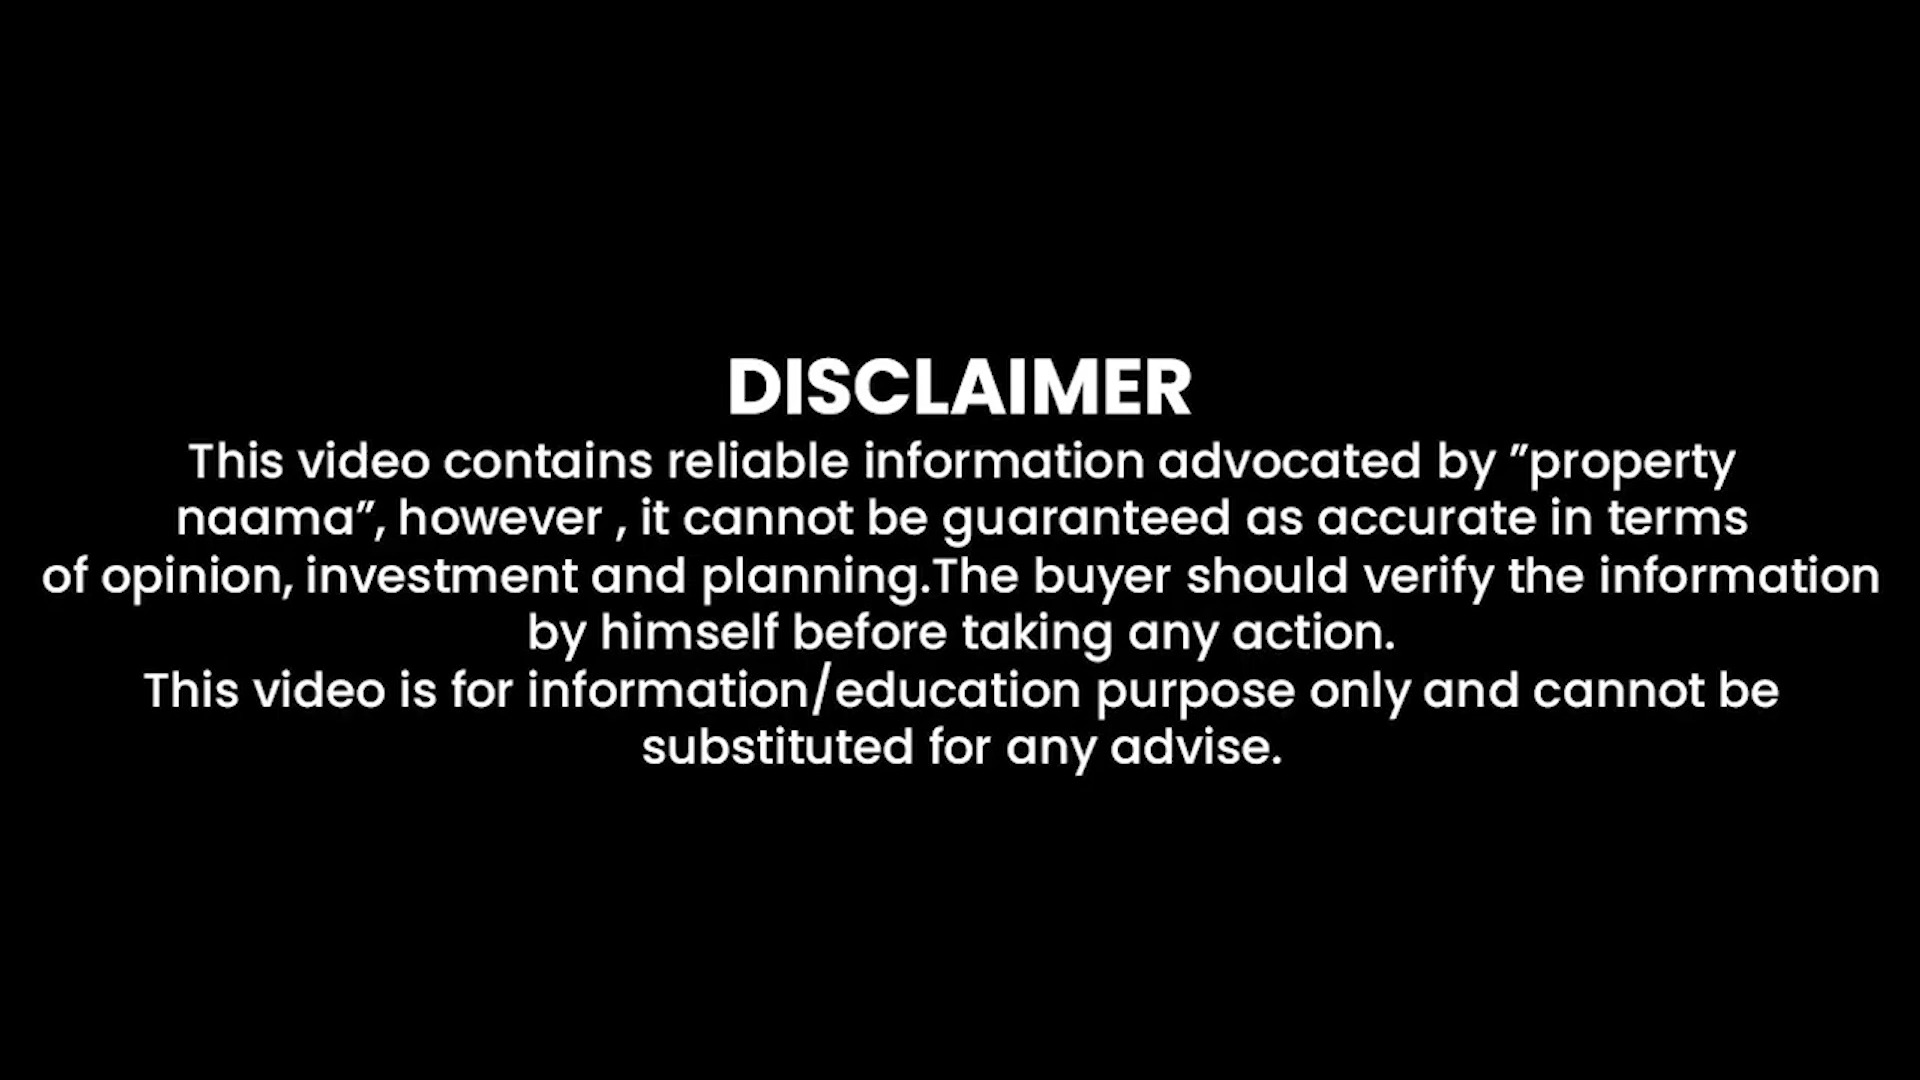 DISCLAIMER
This video contains reliable information advocated by ”property
naama”, however , it cannot be guaranteed as accurate in terms
of opinion, investment and planning.The buyer should verify the information
by himself before taking any action.
This video is for information/education purpose only and cannot be
substituted for any advise.